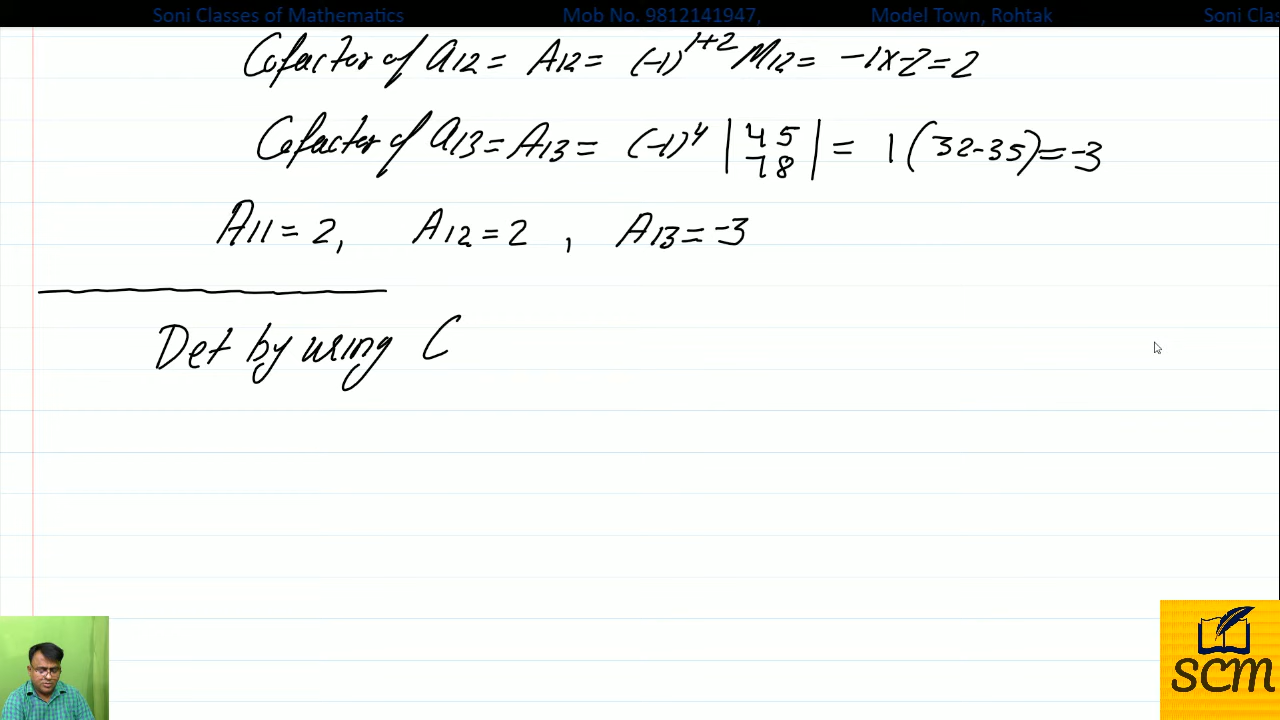 Soni Classes of Mathematics Mob No. 9812141947, Model Town, Rohtak Soni Clas
Cofactor of a12 = A12 = (-1)^1+2 M12 = -1x-2 = 2
Cofactor of a13 = A13 = (-1)^4 | 4 5 | = 1(32-35) = -3
7 8
A11 = 2, A12 = 2 , A13 = -3
Det by using C
SCM